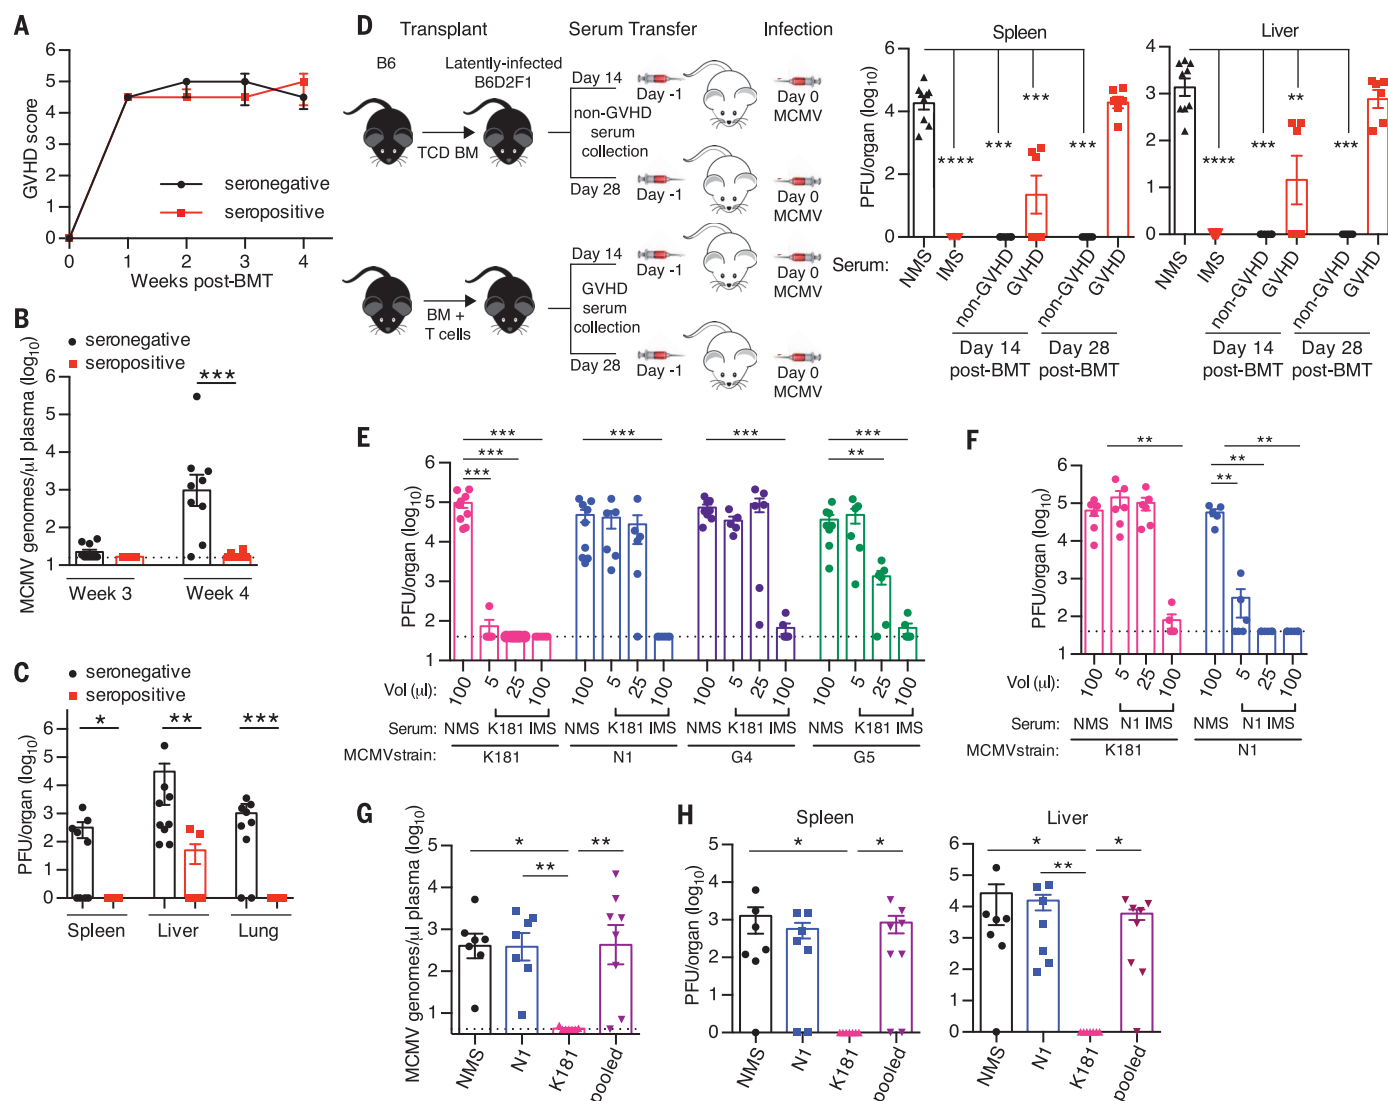 A
GVHD score
6
5
4
3
2
1
0
seronegative
seropositive
0 1 2 3 4
Weeks post-BMT
B
seronegative
seropositive
MCMV genomes/μl plasma (log10)
6
5
4
3
2
1
***
Week 3 Week 4
C
seronegative
seropositive
PFU/organ (log10)
6
5
4
3
2
1
0
* ** ***
Spleen Liver Lung
D
Transplant Serum Transfer Infection
B6
Latently-infected
B6D2F1
TCD BM
Day 14
non-GVHD
serum
collection
Day 28
Day -1
Day 0
MCMV
Day -1
Day 0
MCMV
BM +
T cells
Day 14
GVHD
serum
collection
Day 28
Day -1
Day 0
MCMV
Day -1
Day 0
MCMV
Spleen
PFU/organ (log10)
6
5
4
3
2
1
0
**** *** *** ***
Serum:
NMS IMS non-GVHD GVHD non-GVHD GVHD
Day 14
post-BMT
Day 28
post-BMT
Liver
4
3
2
1
0
**** *** ** ***
NMS IMS non-GVHD GVHD non-GVHD GVHD
Day 14
post-BMT
Day 28
post-BMT
E
PFU/organ (log10)
6
5
4
3
2
1
***
***
***
***
***
***
**
Vol (μl): 100 5 25 100 100 5 25 100 100 5 25 100 100 5 25 100
Serum: NMS K181 IMS NMS K181 IMS NMS K181 IMS NMS K181 IMS
MCMVstrain: K181 N1 G4 G5
F
PFU/organ (log10)
6
5
4
3
2
1
** **
**
**
Vol (μl): 100 5 25 100 100 5 25 100
Serum: NMS N1 IMS NMS N1 IMS
MCMVstrain: K181 N1
G
MCMV genomes/μl plasma (log10)
5
4
3
2
1
* **
**
NMS N1 K181 pooled
H
Spleen
PFU/organ (log10)
5
4
3
2
1
0
* *
NMS N1 K181 pooled
Liver
6
5
4
3
2
1
0
* *
**
NMS N1 K181 pooled